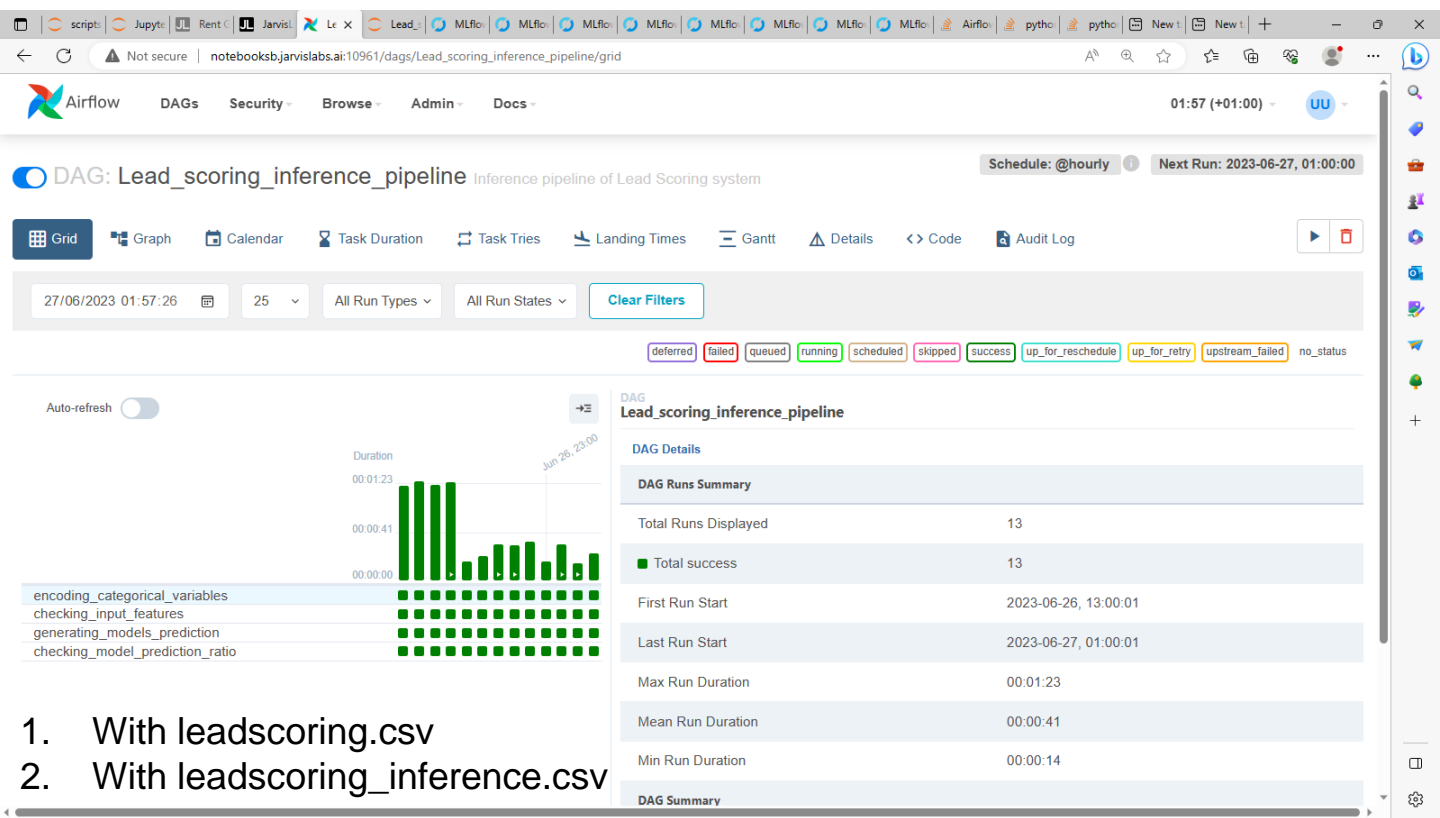 scripts Jupyte Rent G JarvisL Le Lead_s MLflo MLflo MLflo MLflo MLflo MLflo MLflo MLflo Airflo pytho pytho New t New t
Not secure | notebooksb.jarvislabs.ai:10961/dags/Lead_scoring_inference_pipeline/grid
Airflow DAGs Security Browse Admin Docs 01:57 (+01:00) UU
DAG: Lead_scoring_inference_pipeline Inference pipeline of Lead Scoring system
Schedule: @hourly Next Run: 2023-06-27, 01:00:00
Grid Graph Calendar Task Duration Task Tries Landing Times Gantt Details <> Code Audit Log
27/06/2023 01:57:26 25 All Run Types All Run States Clear Filters
deferred failed queued running scheduled skipped success up_for_reschedule up_for_retry upstream_failed no_status
Auto-refresh
Duration
Jun 26, 23:00
00:01:23
00:00:41
00:00:00
encoding_categorical_variables
checking_input_features
generating_models_prediction
checking_model_prediction_ratio
DAG
Lead_scoring_inference_pipeline
DAG Details
DAG Runs Summary
Total Runs Displayed 13
Total success 13
First Run Start 2023-06-26, 13:00:01
Last Run Start 2023-06-27, 01:00:01
Max Run Duration 00:01:23
Mean Run Duration 00:00:41
Min Run Duration 00:00:14
DAG Summary
1. With leadscoring.csv
2. With leadscoring_inference.csv